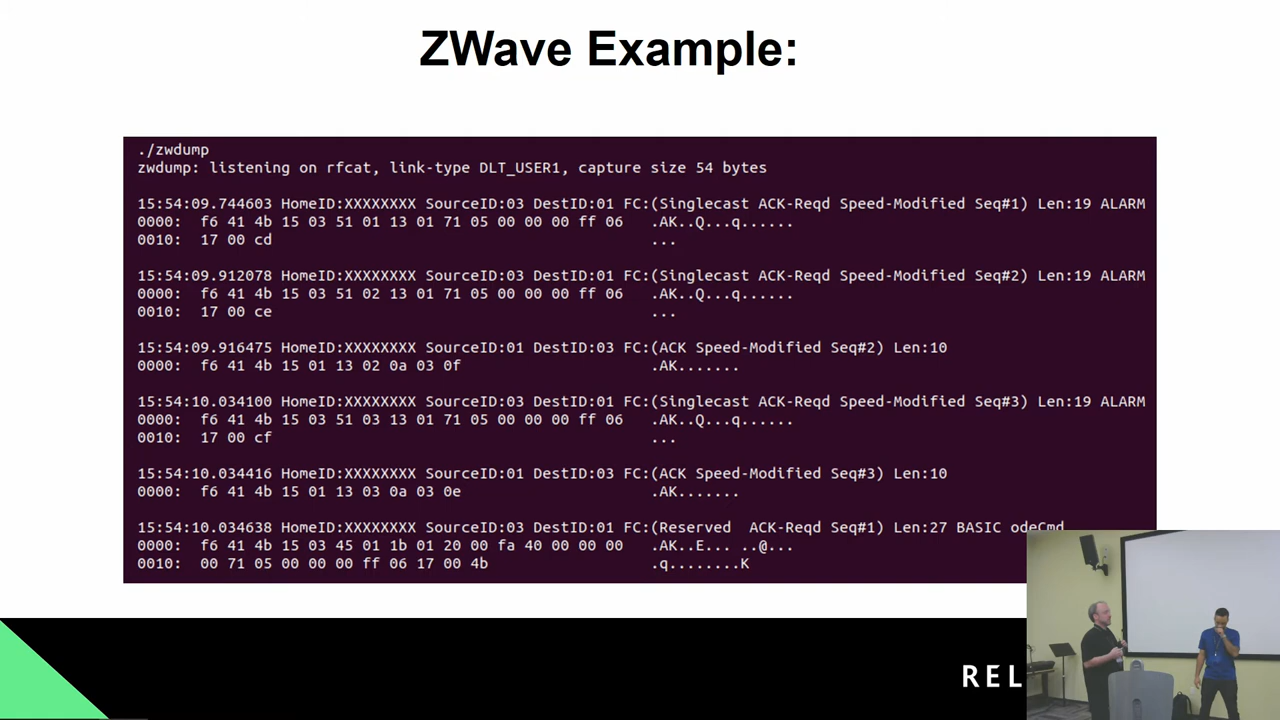 ZWave Example:
./zwdump
zwdump: listening on rfcat, link-type DLT_USER1, capture size 54 bytes
15:54:09.744603 HomeID:XXXXXXXX SourceID:03 DestID:01 FC:(Singlecast ACK-Reqd Speed-Modified Seq#1) Len:19 ALARM
0000:  f6 41 4b 15 03 51 01 13 01 71 05 00 00 00 ff 06   .AK..Q...q......
0010:  17 00 cd   ...
15:54:09.912078 HomeID:XXXXXXXX SourceID:03 DestID:01 FC:(Singlecast ACK-Reqd Speed-Modified Seq#2) Len:19 ALARM
0000:  f6 41 4b 15 03 51 02 13 01 71 05 00 00 00 ff 06   .AK..Q...q......
0010:  17 00 ce   ...
15:54:09.916475 HomeID:XXXXXXXX SourceID:01 DestID:03 FC:(ACK Speed-Modified Seq#2) Len:10
0000:  f6 41 4b 15 01 13 02 0a 03 0f   .AK.......
15:54:10.034100 HomeID:XXXXXXXX SourceID:03 DestID:01 FC:(Singlecast ACK-Reqd Speed-Modified Seq#3) Len:19 ALARM
0000:  f6 41 4b 15 03 51 03 13 01 71 05 00 00 00 ff 06   .AK..Q...q......
0010:  17 00 cf   ...
15:54:10.034416 HomeID:XXXXXXXX SourceID:01 DestID:03 FC:(ACK Speed-Modified Seq#3) Len:10
0000:  f6 41 4b 15 01 13 03 0a 03 0e   .AK.......
15:54:10.034638 HomeID:XXXXXXXX SourceID:03 DestID:01 FC:(Reserved  ACK-Reqd Seq#1) Len:27 BASIC odeCmd
0000:  f6 41 4b 15 03 45 01 1b 01 20 00 fa 40 00 00 00   .AK..E... ..@...
0010:  00 71 05 00 00 00 ff 06 17 00 4b   .q........K
REL